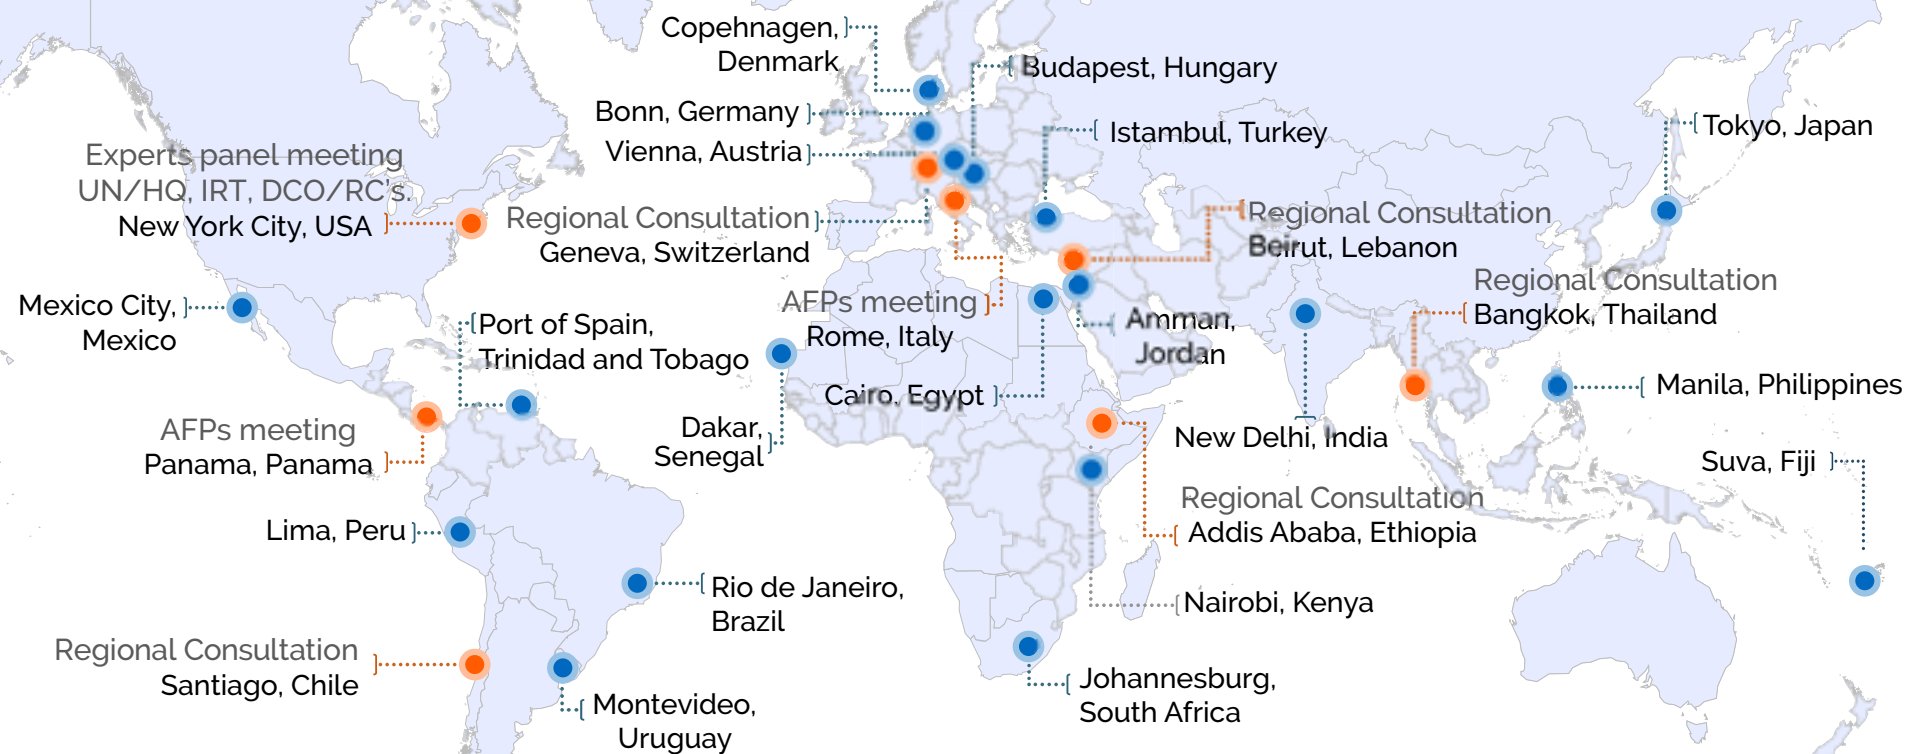 Copehnagen,
Denmark
Budapest, Hungary
Bonn, Germany
Istambul, Turkey
Tokyo, Japan
Vienna, Austria
Experts panel meeting
UN/HQ, IRT, DCO/RC's.
New York City, USA
Regional Consultation
Geneva, Switzerland
Regional Consultation
Beirut, Lebanon
Regional Consultation
Bangkok, Thailand
Mexico City,
Mexico
Port of Spain,
Trinidad and Tobago
AFPs meeting
Rome, Italy
Amman,
Jordan
Cairo, Egypt
Manila, Philippines
AFPs meeting
Panama, Panama
Dakar,
Senegal
New Delhi, India
Suva, Fiji
Regional Consultation
Addis Ababa, Ethiopia
Lima, Peru
Rio de Janeiro,
Brazil
Nairobi, Kenya
Regional Consultation
Santiago, Chile
Montevideo,
Uruguay
Johannesburg,
South Africa